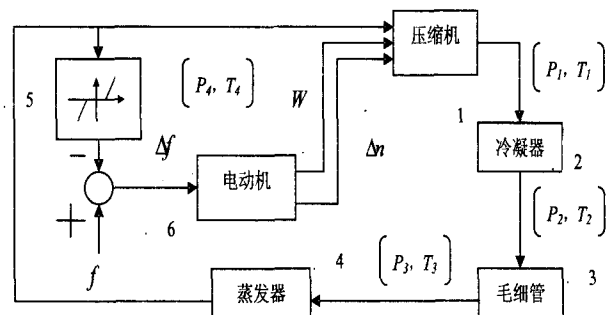 压缩机
5
(P₄, T₄)
W
(P₁, T₁)
1
−
Δf
Δn
冷凝器
2
电动机
+
6
(P₂, T₂)
f
4
(P₃, T₃)
蒸发器
毛细管
3